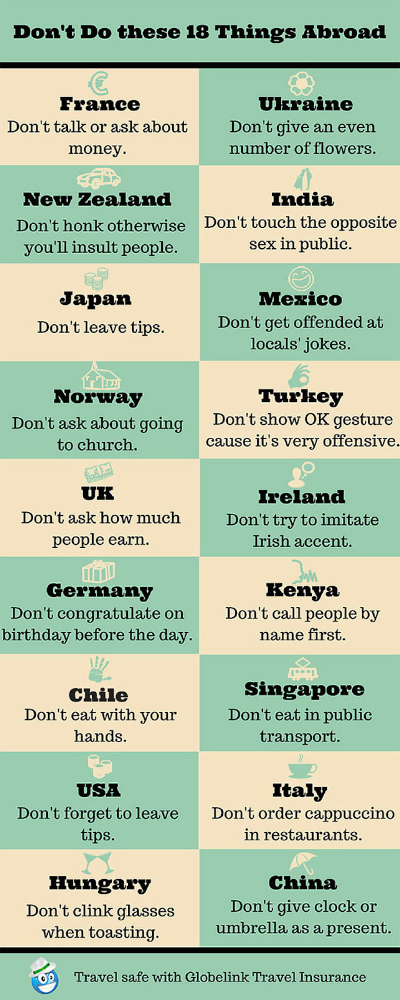 Don't Do these 18 Things Abroad
France
Don't talk or ask about
money.
Ukraine
Don't give an even
number of flowers.
New Zealand
Don't honk otherwise
you'll insult people.
India
Don't touch the opposite
sex in public.
Japan
Don't leave tips.
Mexico
Don't get offended at
locals' jokes.
Norway
Don't ask about going
to church.
Turkey
Don't show OK gesture
cause it's very offensive.
UK
Don't ask how much
people earn.
Ireland
Don't try to imitate
Irish accent.
Germany
Don't congratulate on
birthday before the day.
Kenya
Don't call people by
name first.
Chile
Don't eat with your
hands.
Singapore
Don't eat in public
transport.
USA
Don't forget to leave
tips.
Italy
Don't order cappuccino
in restaurants.
Hungary
Don't clink glasses
when toasting.
China
Don't give clock or
umbrella as a present.
Travel safe with Globelink Travel Insurance